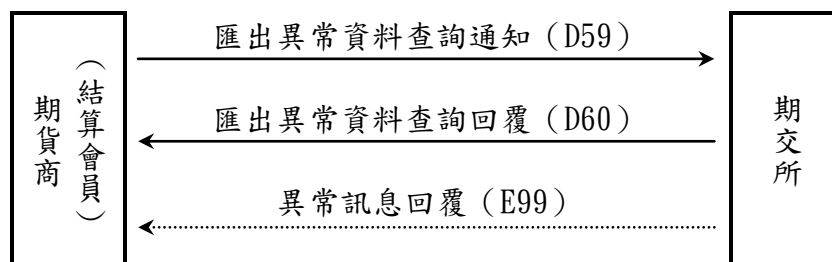 期貨商
（結算會員）
匯出異常資料查詢通知（D59）
匯出異常資料查詢回覆（D60）
異常訊息回覆（E99）
期交所